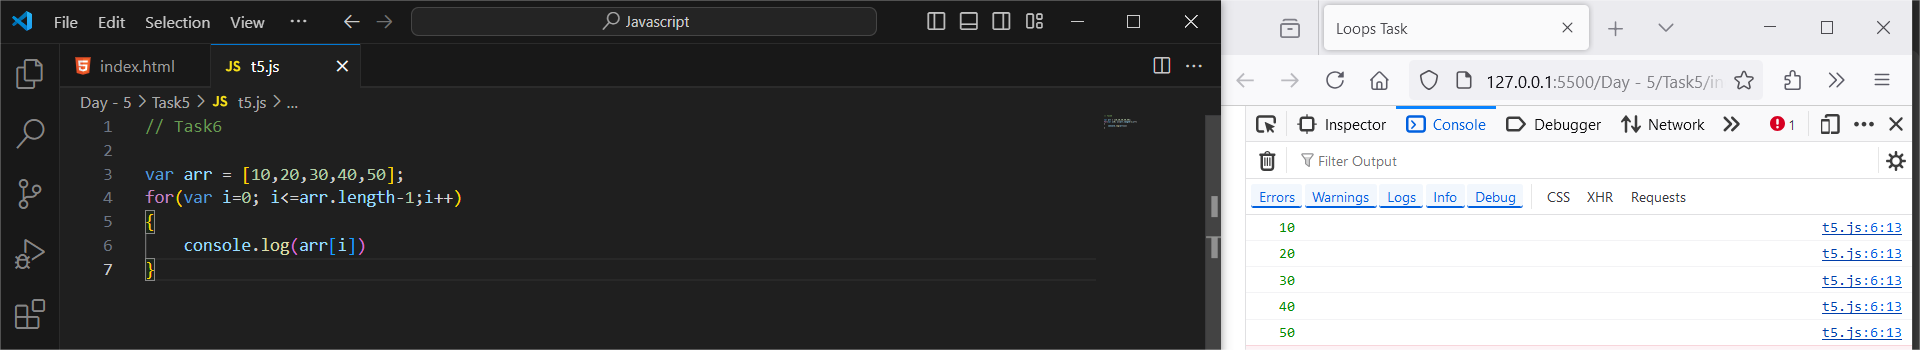 File Edit Selection View ··· Javascript
index.html JS t5.js
Day - 5 > Task5 > JS t5.js > ...
1 // Task6
2
3 var arr = [10,20,30,40,50];
4 for(var i=0; i<=arr.length-1;i++)
5 {
6 console.log(arr[i])
7 }
Loops Task
127.0.0.1:5500/Day - 5/Task5/in
Inspector Console Debugger Network 1
Filter Output
Errors Warnings Logs Info Debug CSS XHR Requests
10 t5.js:6:13
20 t5.js:6:13
30 t5.js:6:13
40 t5.js:6:13
50 t5.js:6:13